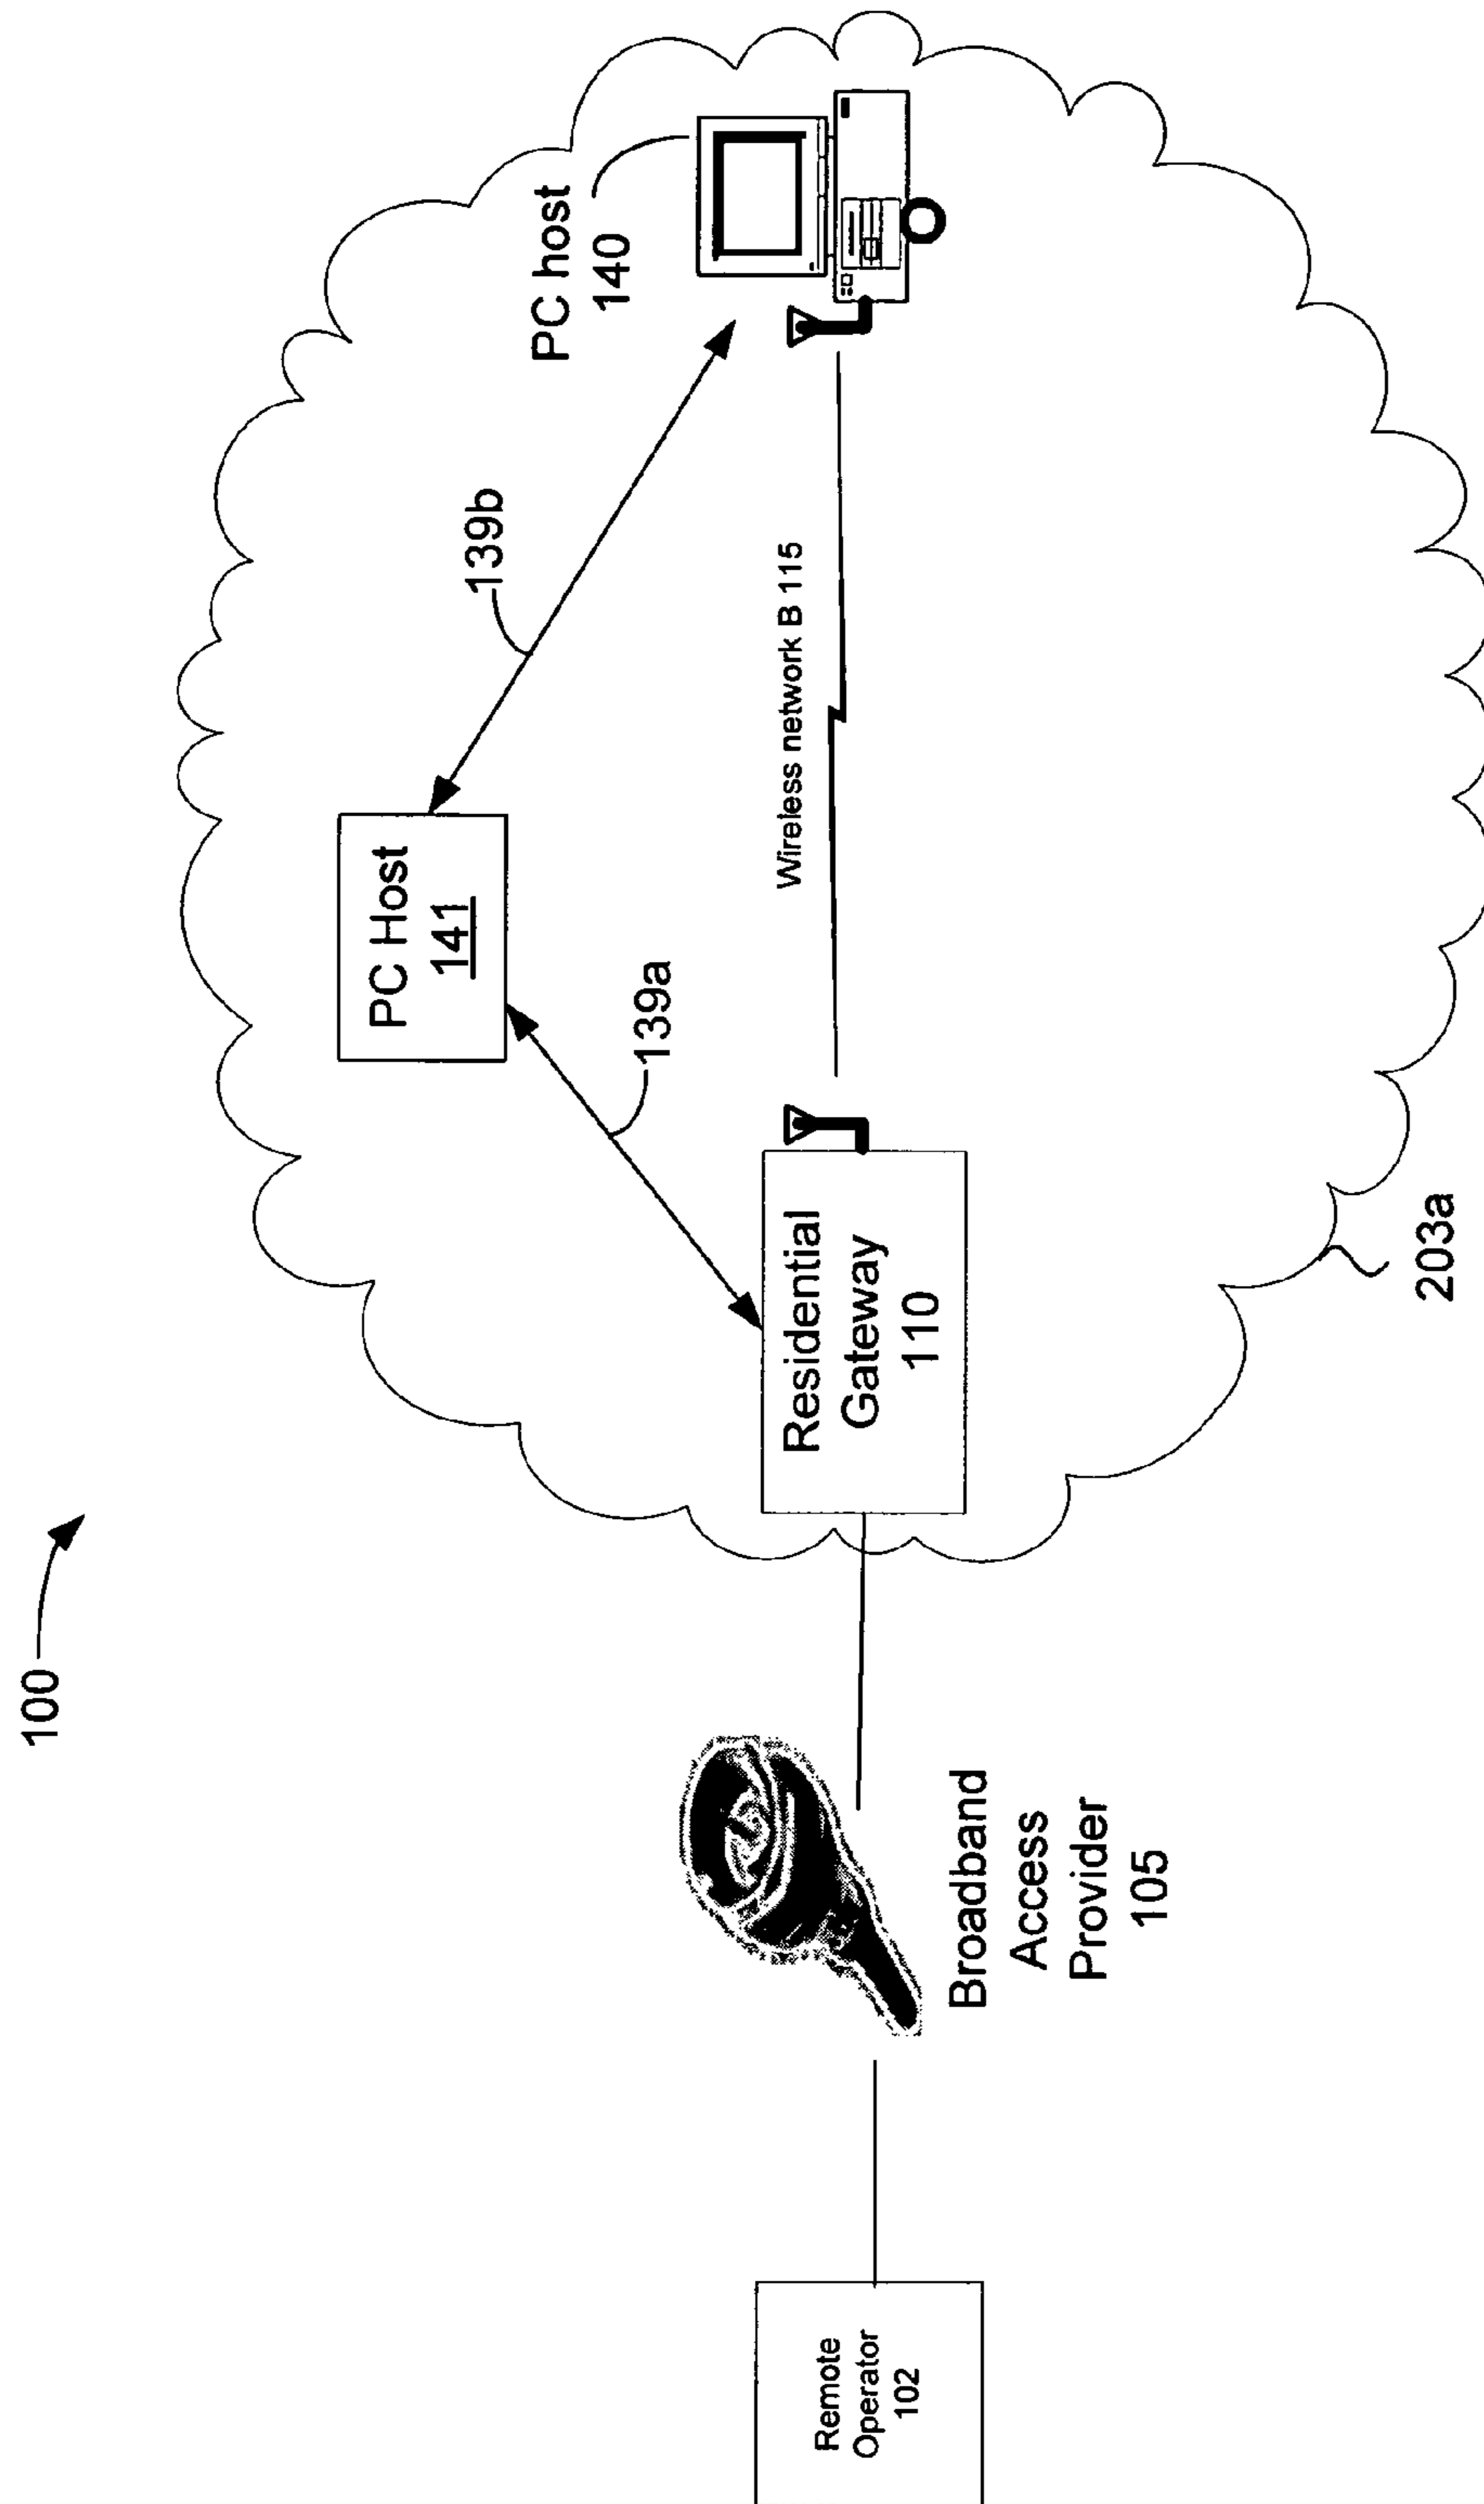 100
PC host
140
139b
PC Host
141
Wireless network B 115
139a
Residential
Gateway
110
203a
Broadband
Access
Provider
105
Remote
Operator
102